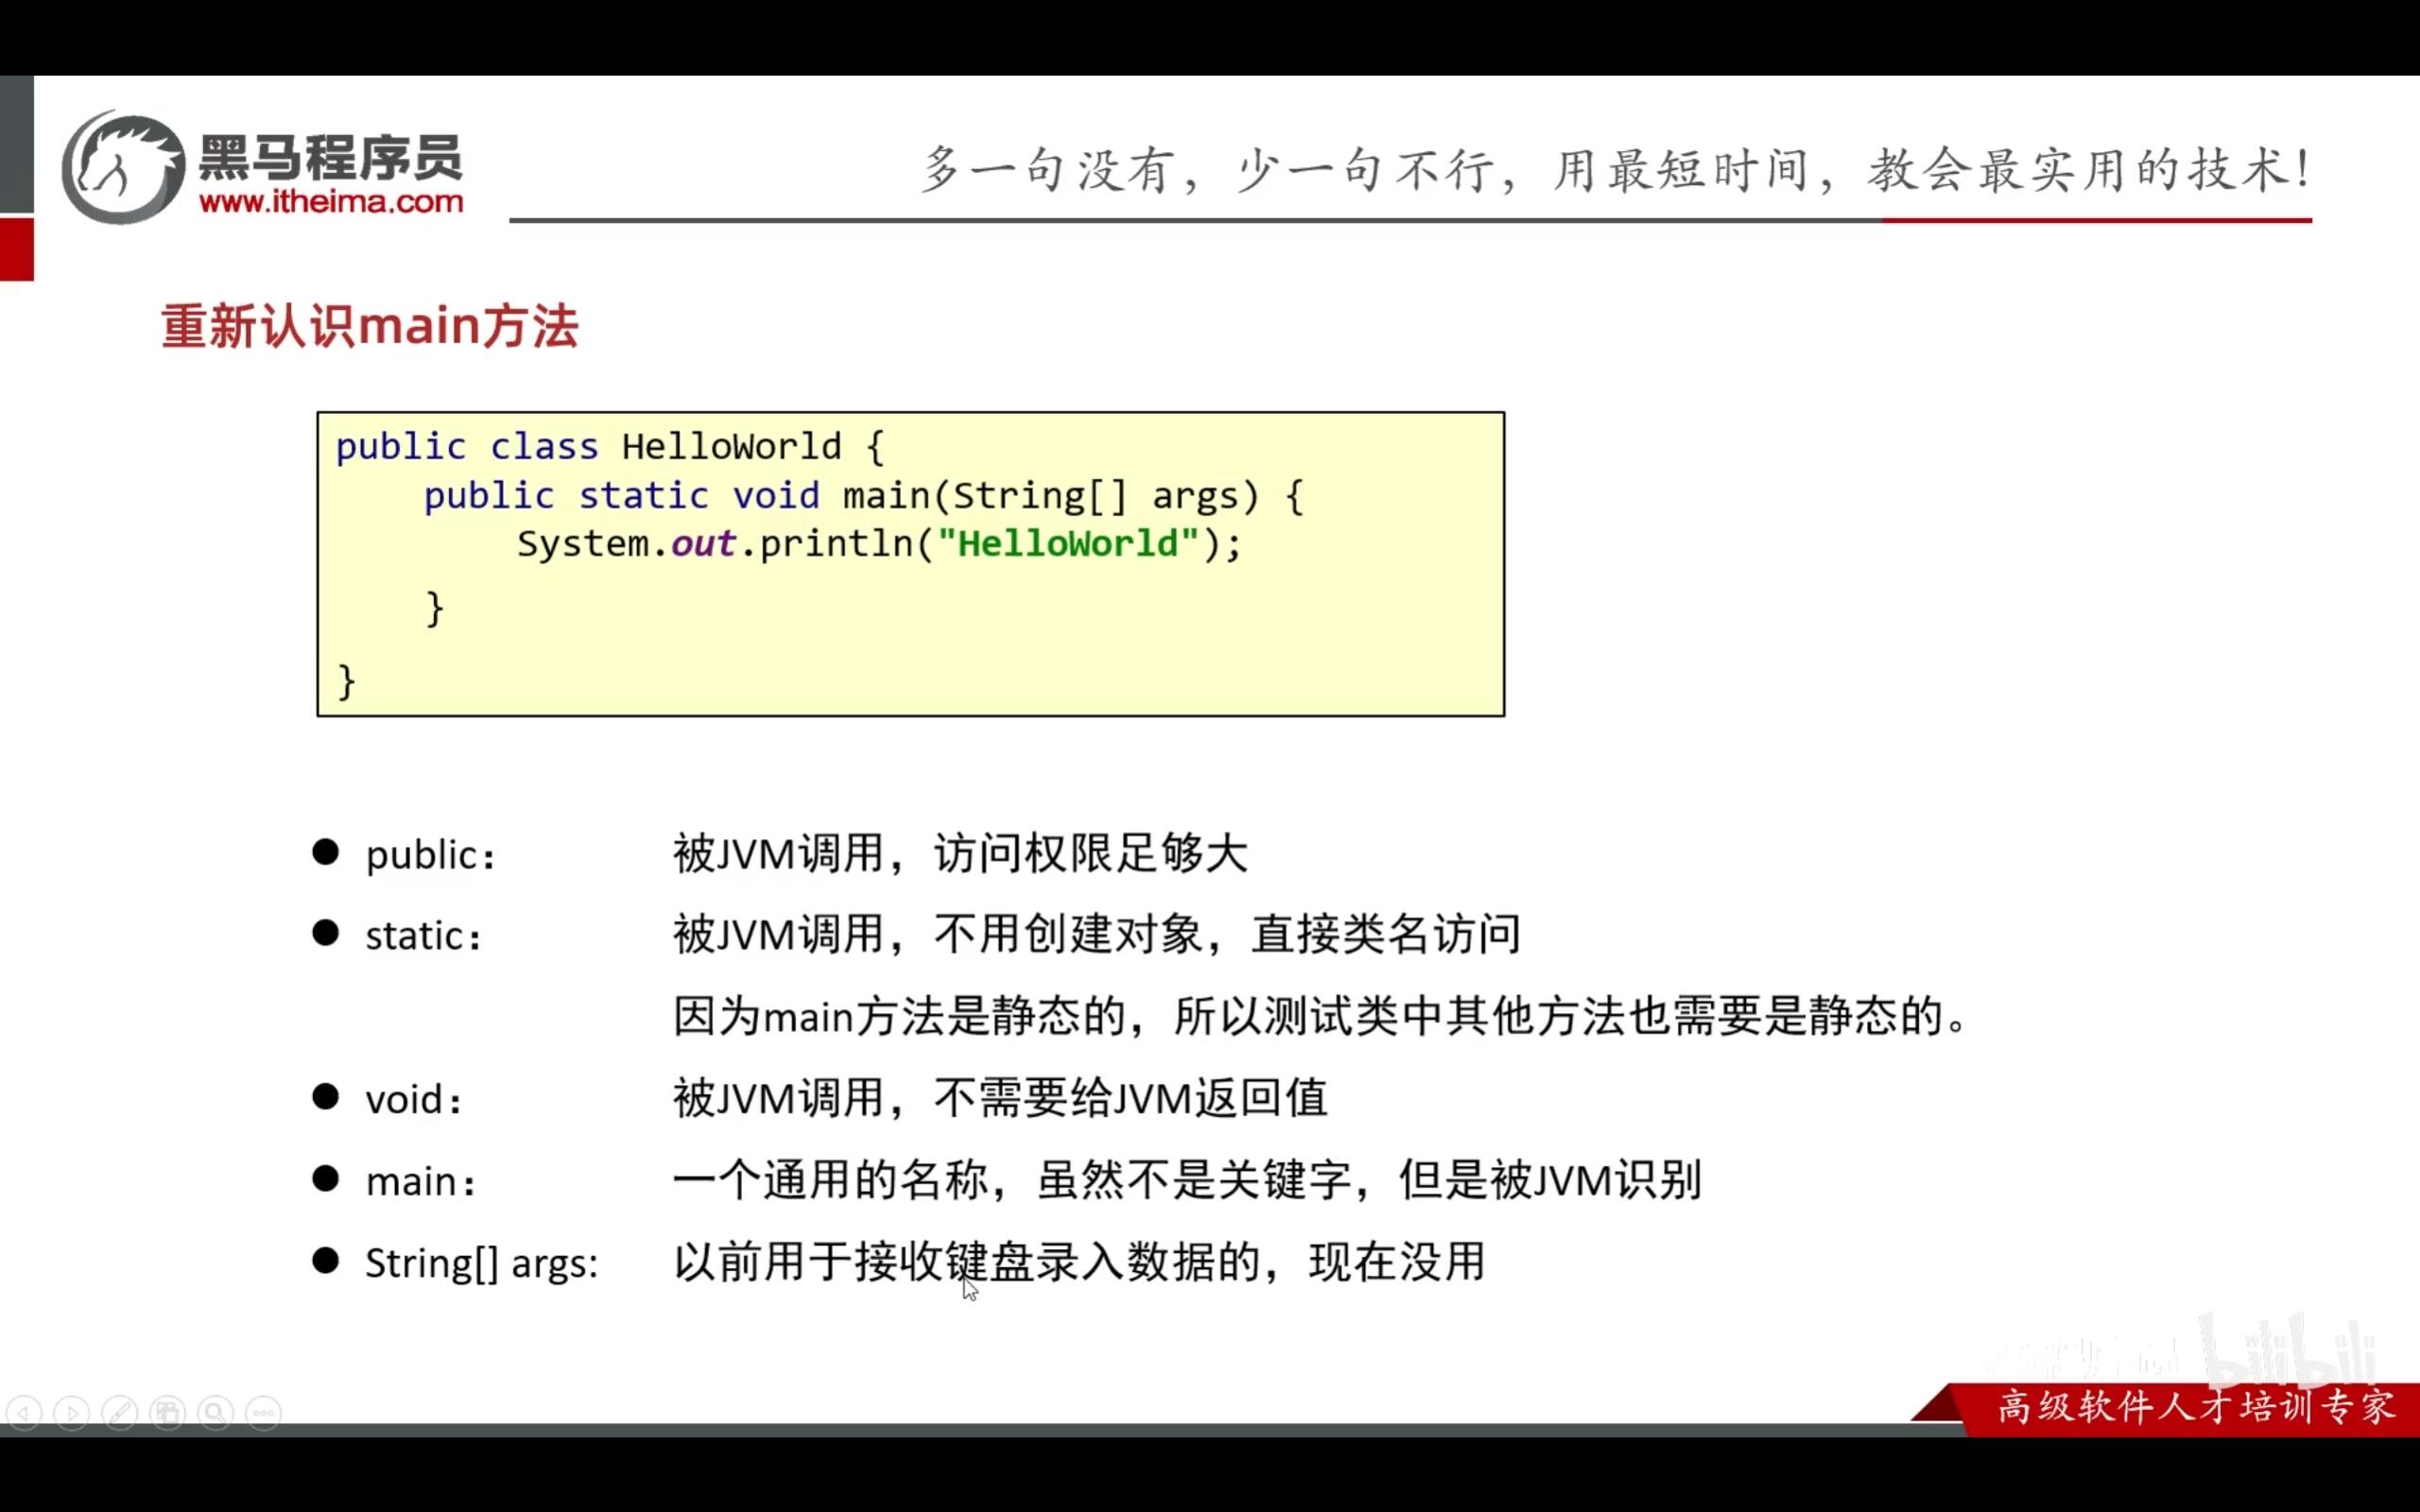 黑马程序员
www.itheima.com
多一句没有，少一句不行，用最短时间，教会最实用的技术！
重新认识main方法
public class HelloWorld {
public static void main(String[] args) {
System.out.println("HelloWorld");
}
}
● public： 被JVM调用，访问权限足够大
● static： 被JVM调用，不用创建对象，直接类名访问
因为main方法是静态的，所以测试类中其他方法也需要是静态的。
● void： 被JVM调用，不需要给JVM返回值
● main： 一个通用的名称，虽然不是关键字，但是被JVM识别
● String[] args: 以前用于接收键盘录入数据的，现在没用
bilibili
高级软件人才培训专家